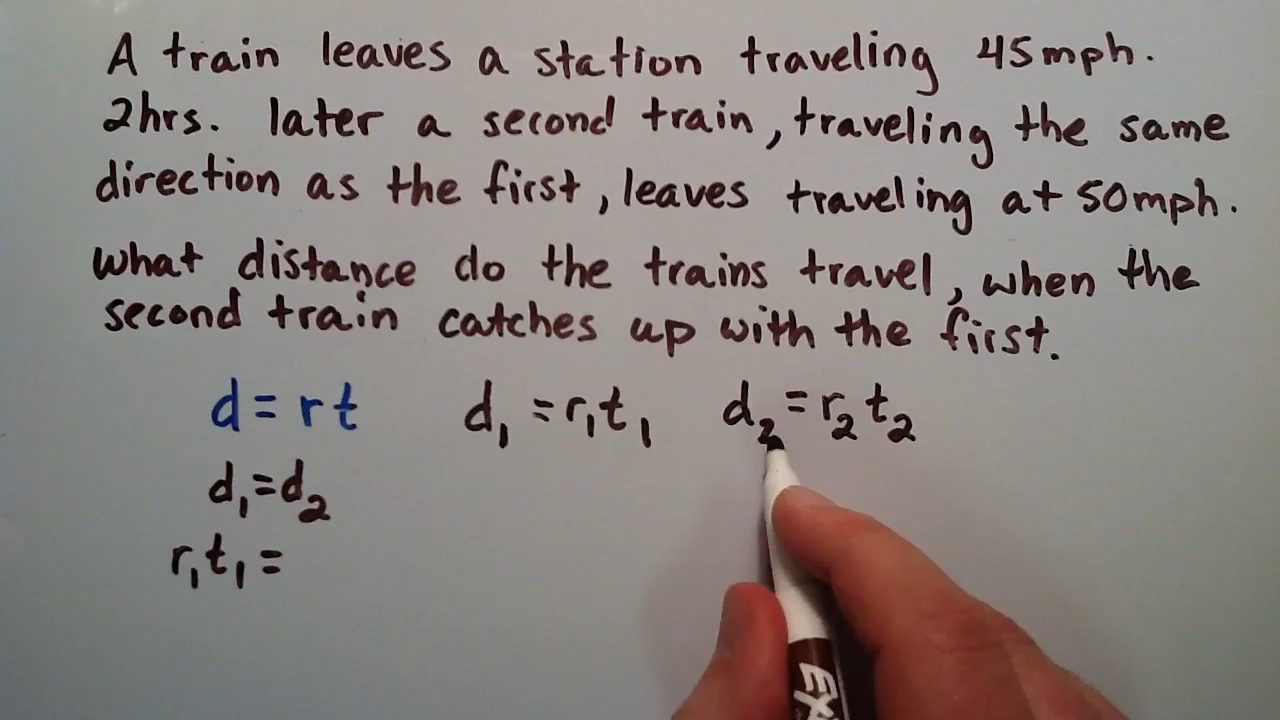 A train leaves a station traveling 45mph.
2hrs. later a second train, traveling the same
direction as the first, leaves traveling at 50mph.
what distance do the trains travel, when the
second train catches up with the first.
d = rt d₁ = r₁t₁ d₂ = r₂t₂
d₁ = d₂
r₁t₁ =